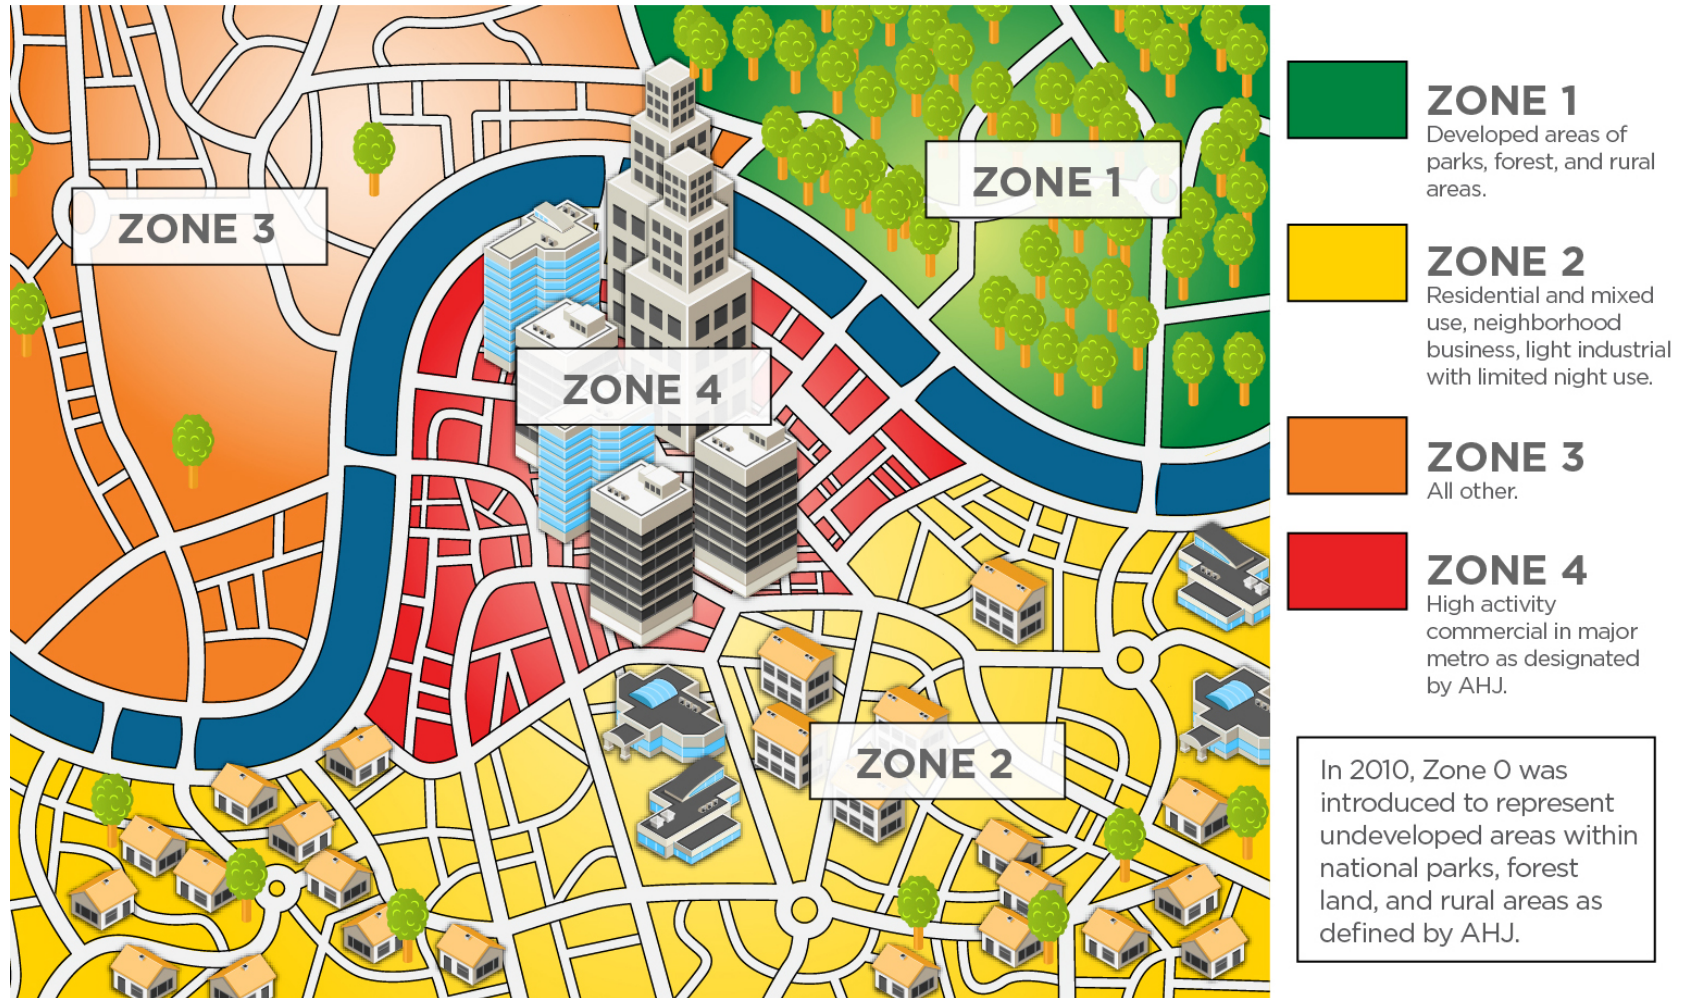 ZONE 3
ZONE 1
ZONE 4
ZONE 2
ZONE 1
Developed areas of
parks, forest, and rural
areas.
ZONE 2
Residential and mixed
use, neighborhood
business, light industrial
with limited night use.
ZONE 3
All other.
ZONE 4
High activity
commercial in major
metro as designated
by AHJ.
In 2010, Zone 0 was
introduced to represent
undeveloped areas within
national parks, forest
land, and rural areas as
defined by AHJ.